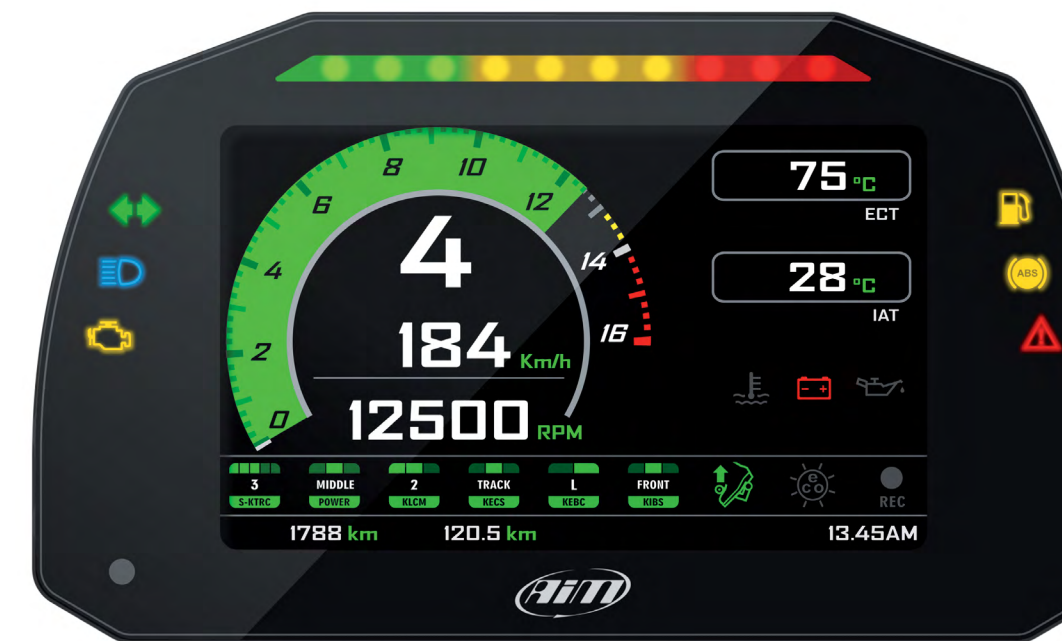 8 10
6 12
4 14
2 16
0
4
184 Km/h
12500 RPM
75 °C
ECT
28 °C
IAT
ABS
3 MIDDLE 2 TRACK L FRONT
S-KTRC POWER KLCM KECS KEBC KIBS
eco
REC
1788 km 120.5 km 13.45AM
AiM